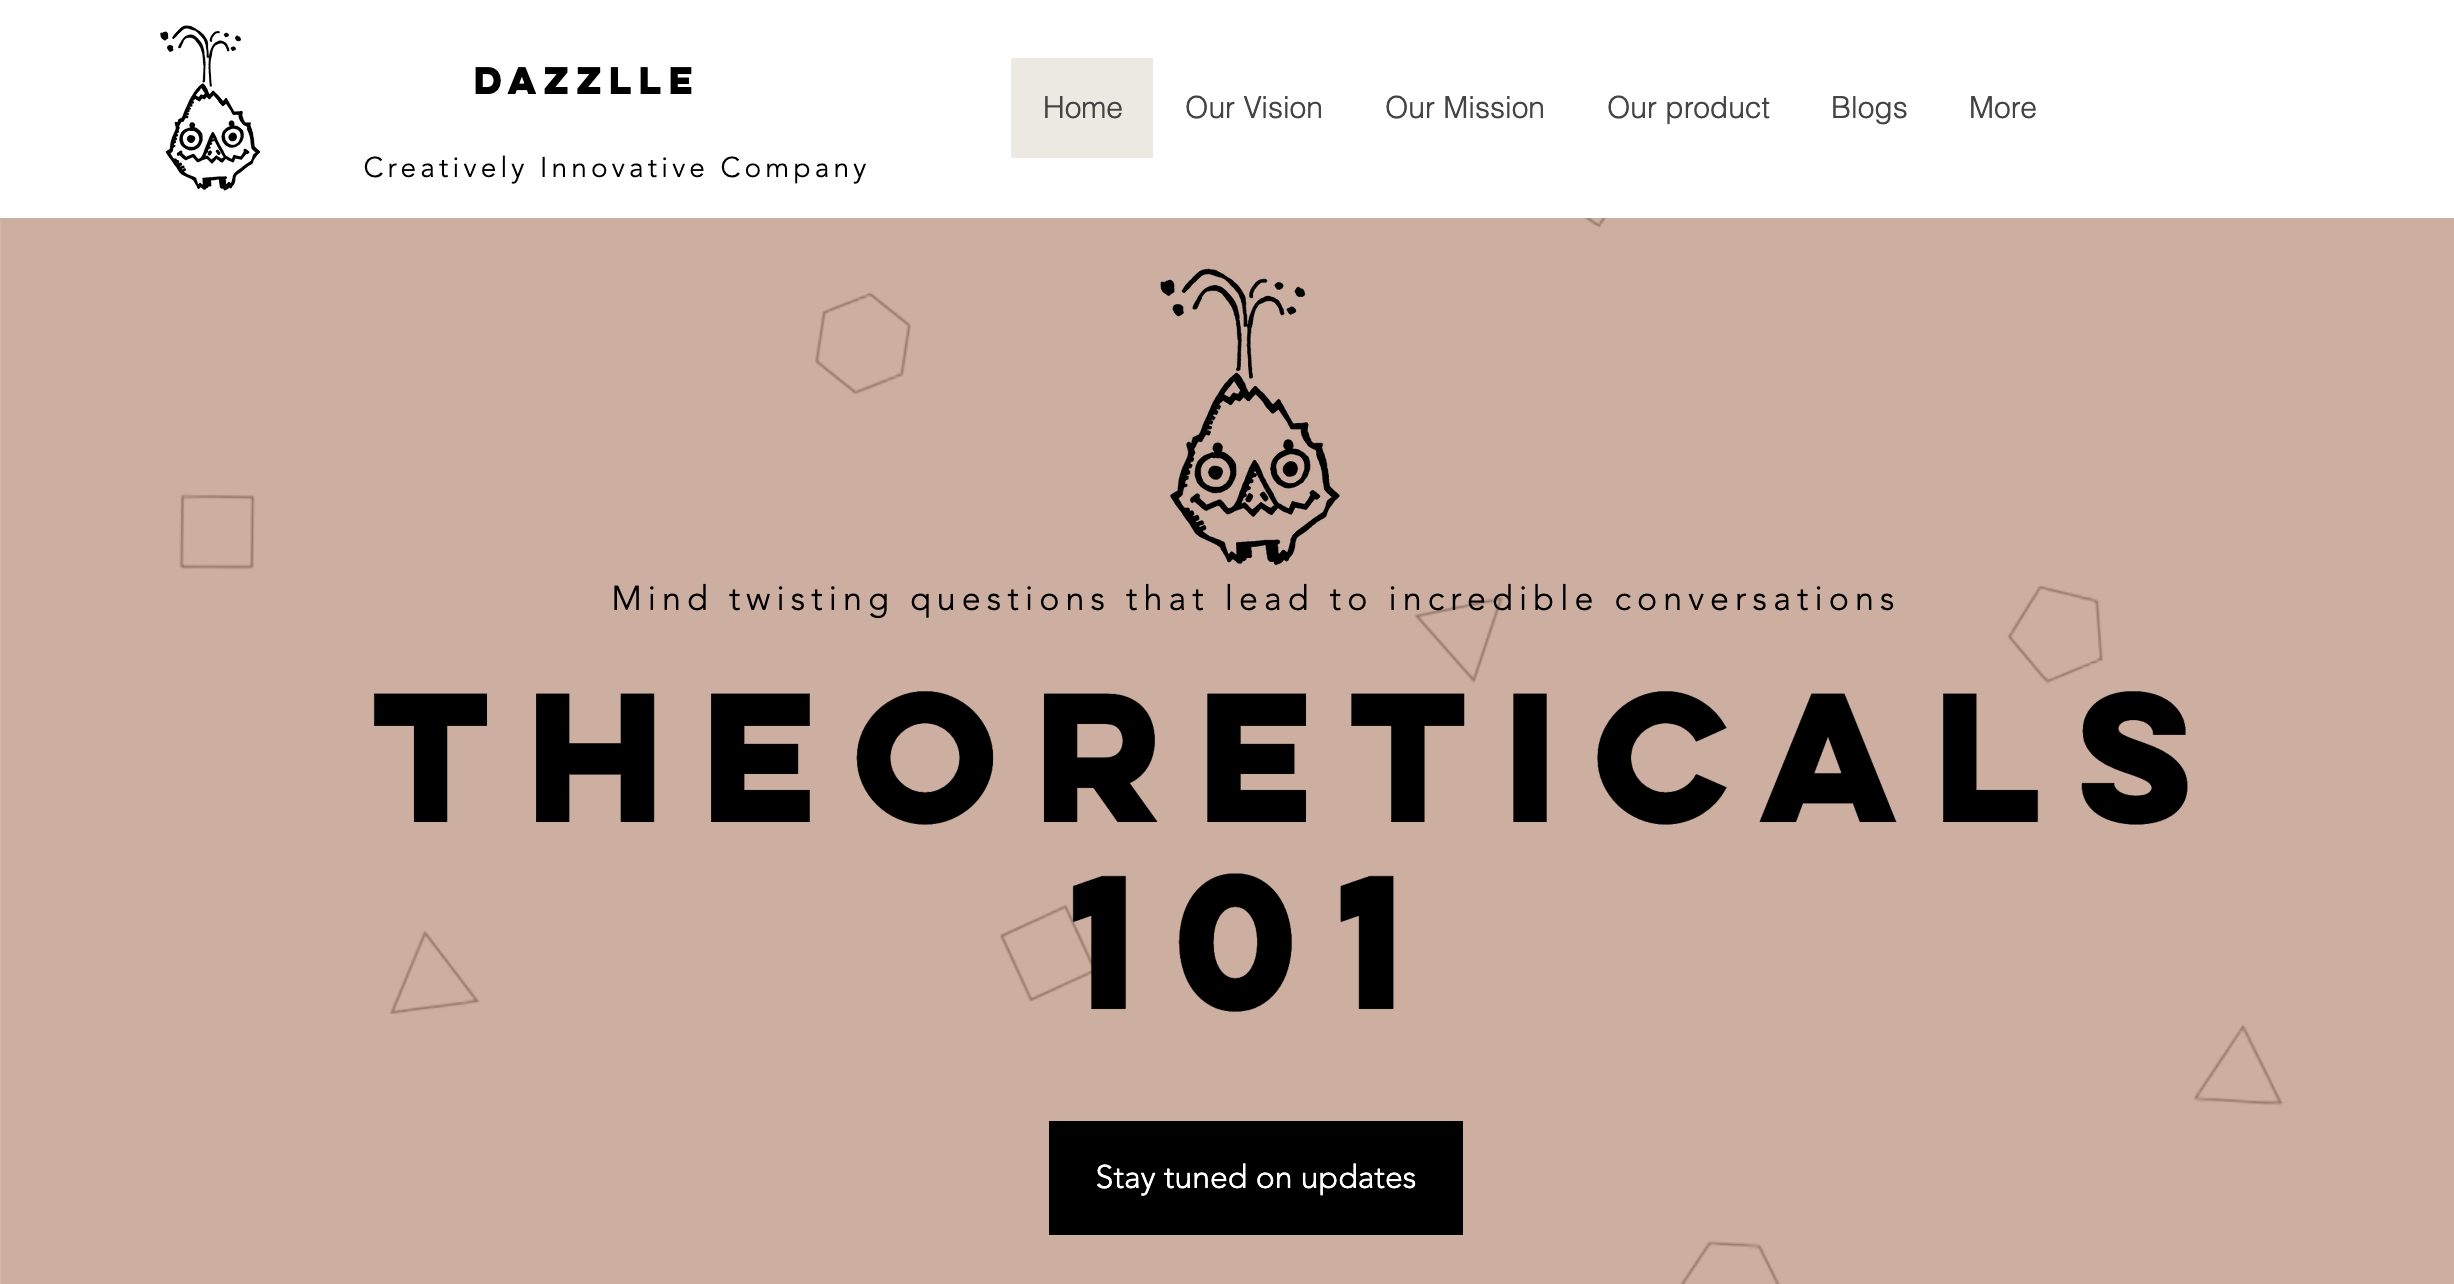 DAZZLLE
Creatively Innovative Company
Home Our Vision Our Mission Our product Blogs More
Mind twisting questions that lead to incredible conversations
THEORETICALS
101
Stay tuned on updates